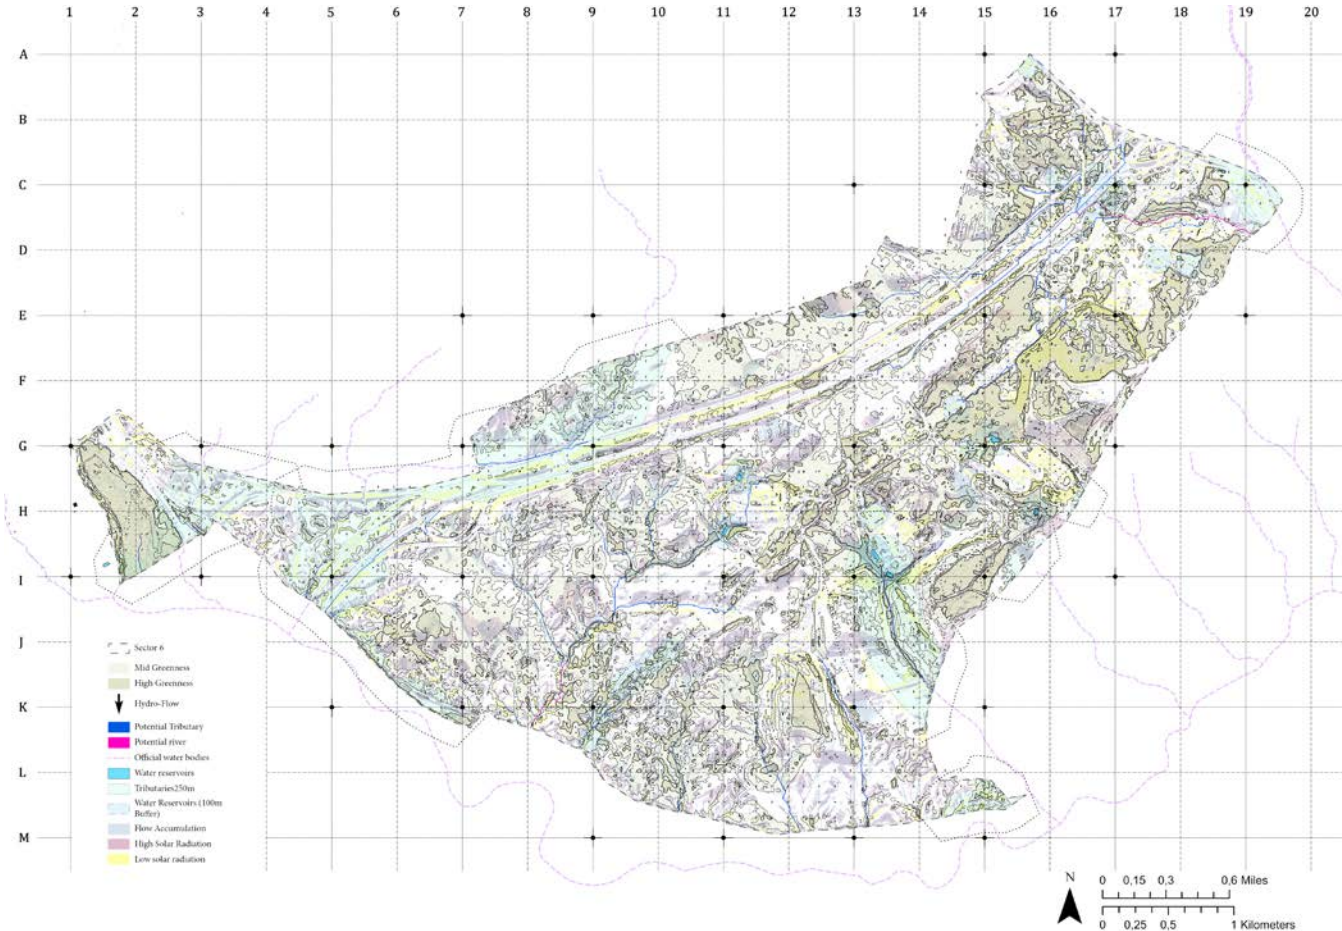 1 2 3 4 5 6 7 8 9 10 11 12 13 14 15 16 17 18 19 20
A
B
C
D
E
F
G
H
I
J
K
L
M
Sector 6
Mid Greenness
High Greenness
Hydro-Flow
Potential Tributary
Potential river
Official water bodies
Water reservoirs
Tributaries250m
Water Reservoirs (100m
Buffer)
Flow Accumulation
High Solar Radiation
Low solar radiation
N
0 0,15 0,3 0,6 Miles
0 0,25 0,5 1 Kilometers